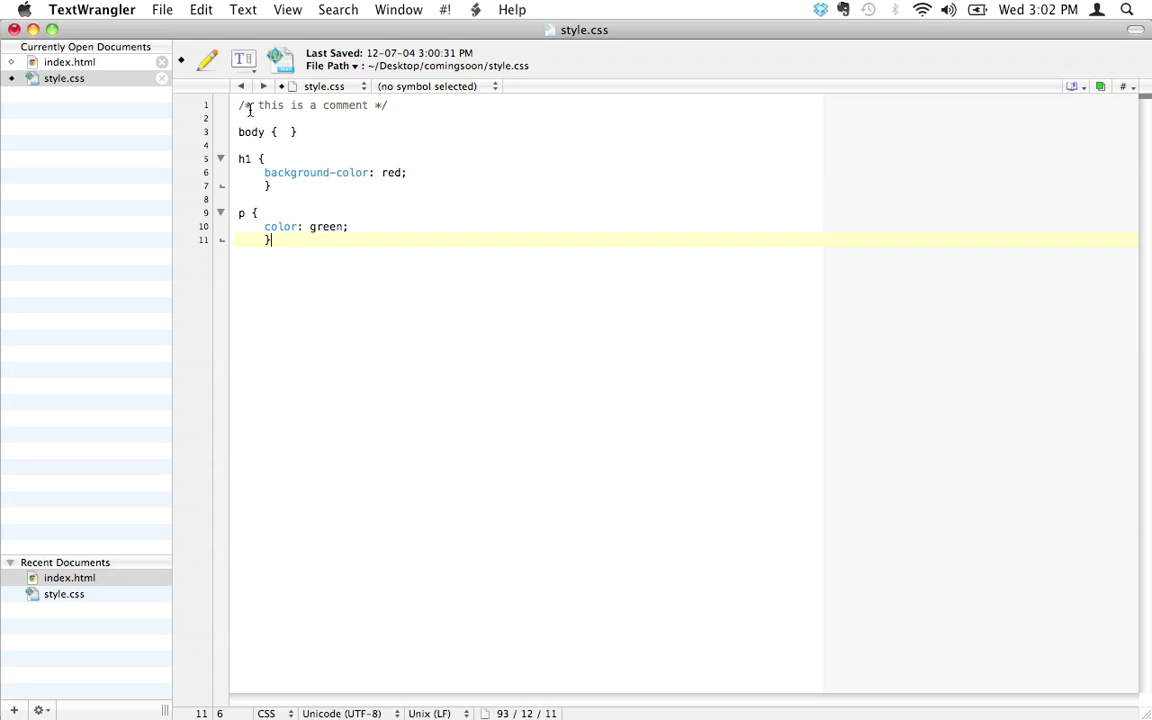 TextWrangler File Edit Text View Search Window #! Help Wed 3:02 PM
style.css
Currently Open Documents
index.html
style.css
Last Saved: 12-07-04 3:00:31 PM
File Path : ~/Desktop/comingsoon/style.css
style.css (no symbol selected) #
1 /* this is a comment */
2
3 body { }
4
5 h1 {
6 background-color: red;
7 }
8
9 p {
10 color: green;
11 }
Recent Documents
index.html
style.css
11 6 CSS Unicode (UTF-8) Unix (LF) 93 / 12 / 11